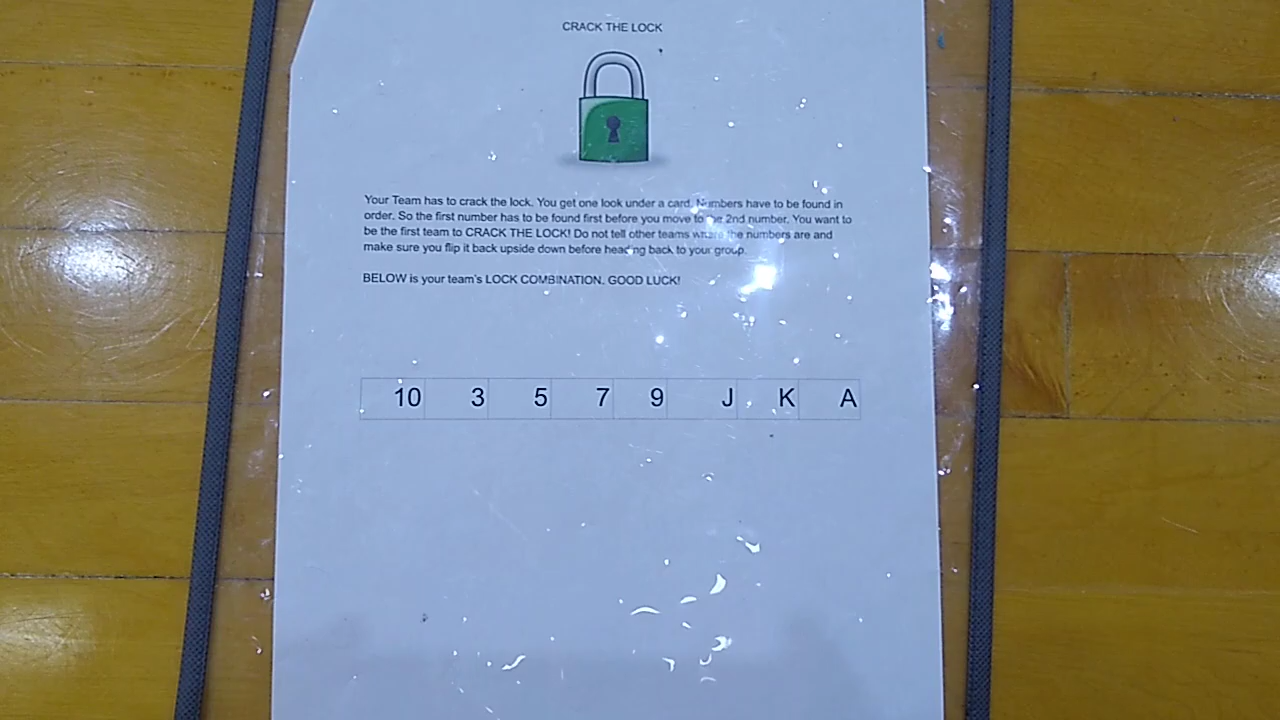 CRACK THE LOCK
Your Team has to crack the lock. You get one look under a card. Numbers have to be found in
order. So the first number has to be found first before you move to the 2nd number. You want to
be the first team to CRACK THE LOCK! Do not tell other teams where the numbers are and
make sure you flip it back upside down before heading back to your group.
BELOW is your team's LOCK COMBINATION. GOOD LUCK!
10 3 5 7 9 J K A